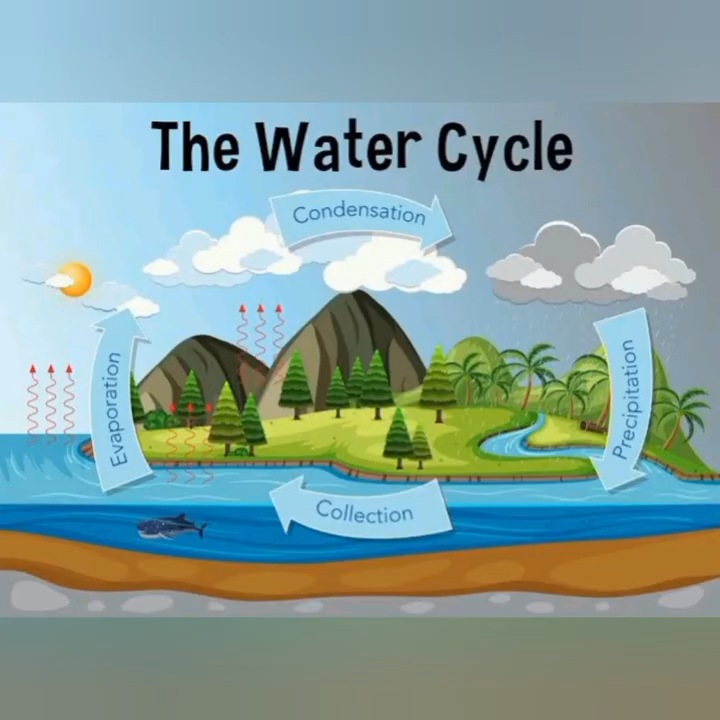 The Water Cycle
Condensation
Evaporation
Precipitation
Collection